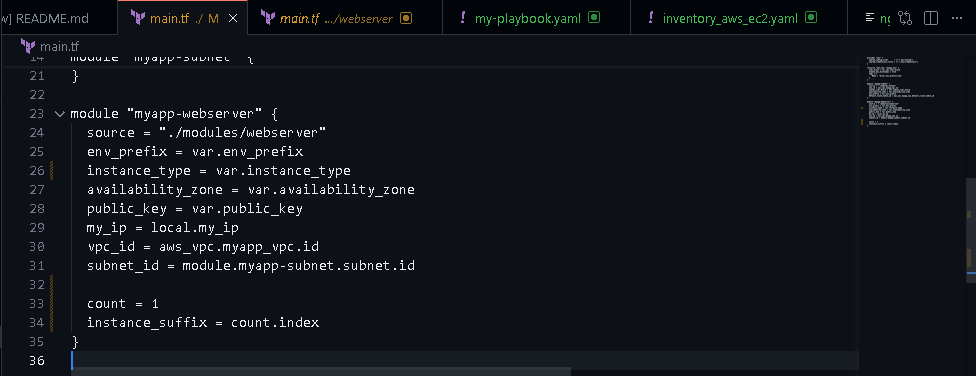 w] README.md main.tf ./ M main.tf .../webserver my-playbook.yaml inventory_aws_ec2.yaml
main.tf
14 module "myapp-subnet" {
21 }
22
23 module "myapp-webserver" {
24 source = "./modules/webserver"
25 env_prefix = var.env_prefix
26 instance_type = var.instance_type
27 availability_zone = var.availability_zone
28 public_key = var.public_key
29 my_ip = local.my_ip
30 vpc_id = aws_vpc.myapp_vpc.id
31 subnet_id = module.myapp-subnet.subnet.id
32
33 count = 1
34 instance_suffix = count.index
35 }
36